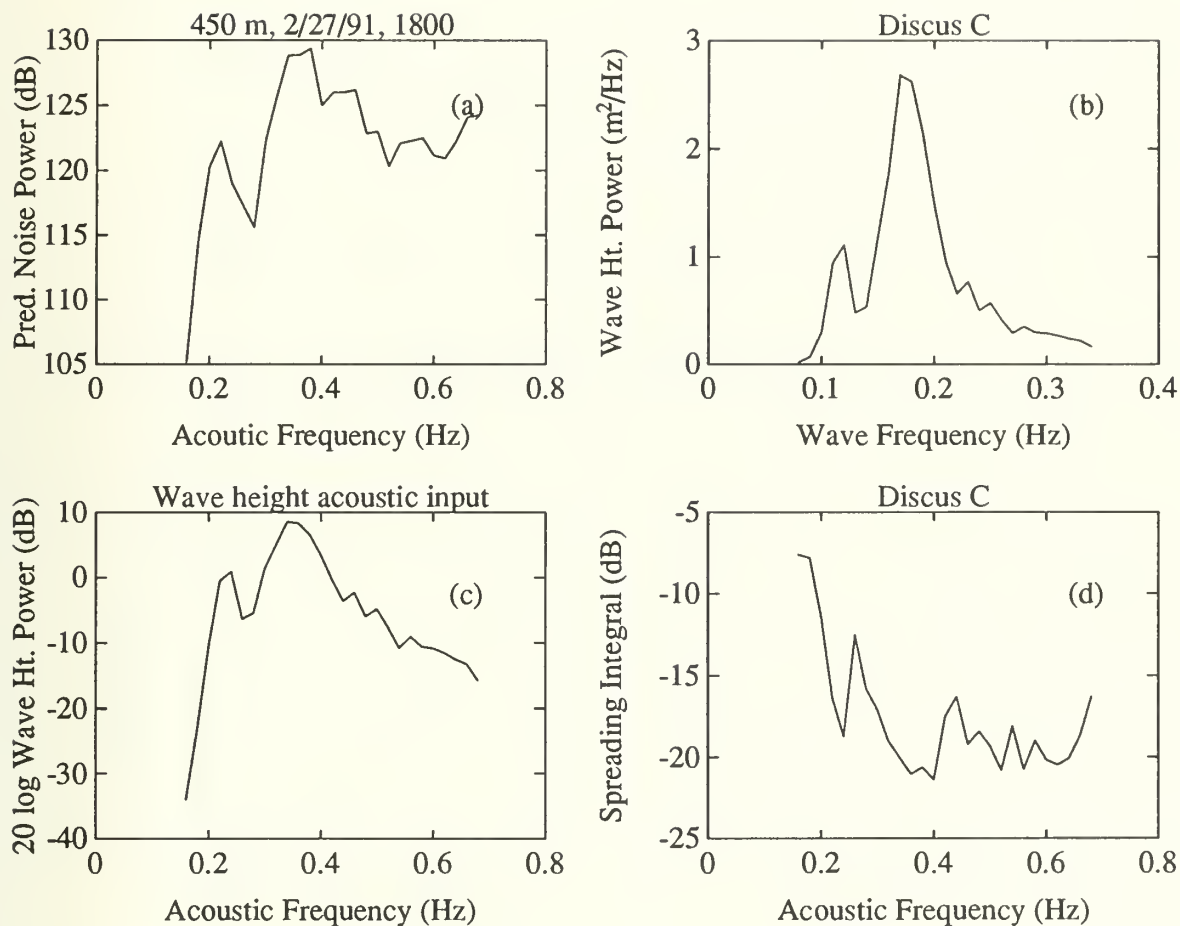 450 m, 2/27/91, 1800
Pred. Noise Power (dB)
130
125
120
115
110
105
(a)
0
0.2
0.4
0.6
0.8
Acoutic Frequency (Hz)
Discus C
Wave Ht. Power (m²/Hz)
3
2
1
0
(b)
0
0.1
0.2
0.3
0.4
Wave Frequency (Hz)
Wave height acoustic input
20 log Wave Ht. Power (dB)
10
0
-10
-20
-30
-40
(c)
0
0.2
0.4
0.6
0.8
Acoustic Frequency (Hz)
Discus C
Spreading Integral (dB)
-5
-10
-15
-20
-25
(d)
0
0.2
0.4
0.6
0.8
Acoustic Frequency (Hz)